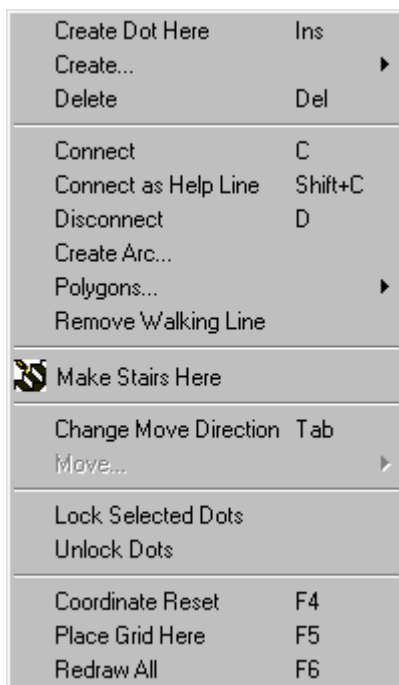 Create Dot Here Ins
Create...
Delete Del
Connect C
Connect as Help Line Shift+C
Disconnect D
Create Arc...
Polygons...
Remove Walking Line
Make Stairs Here
Change Move Direction Tab
Move...
Lock Selected Dots
Unlock Dots
Coordinate Reset F4
Place Grid Here F5
Redraw All F6